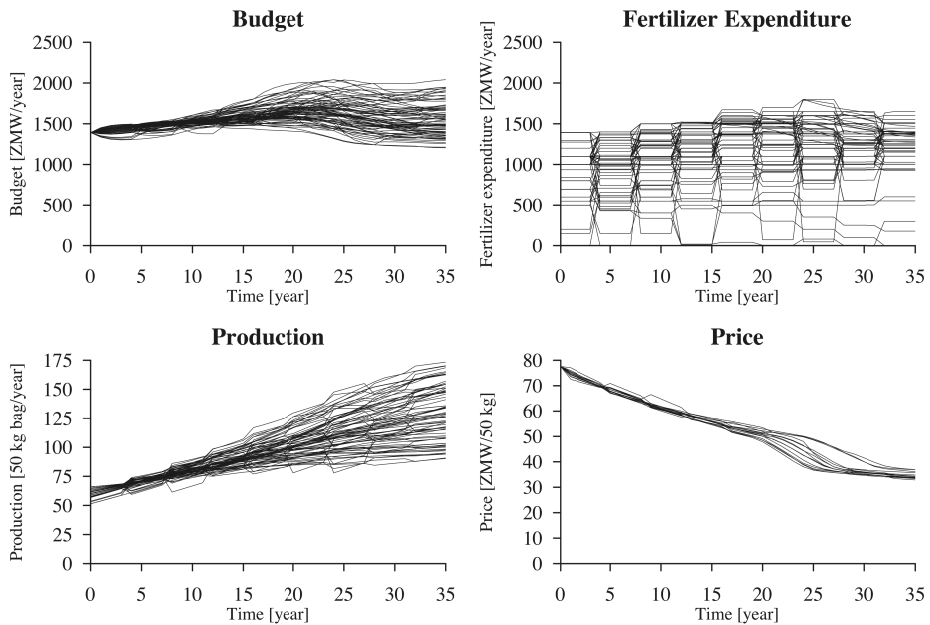 Budget
Budget [ZMW/year]
2500
2000
1500
1000
500
0
0 5 10 15 20 25 30 35
Time [year]
Fertilizer Expenditure
Fertilizer expenditure [ZMW/year]
2500
2000
1500
1000
500
0
0 5 10 15 20 25 30 35
Time [year]
Production
Production [50 kg bag/year]
175
150
125
100
75
50
25
0
0 5 10 15 20 25 30 35
Time [year]
Price
Price [ZMW/50 kg]
80
70
60
50
40
30
20
10
0
0 5 10 15 20 25 30 35
Time [year]